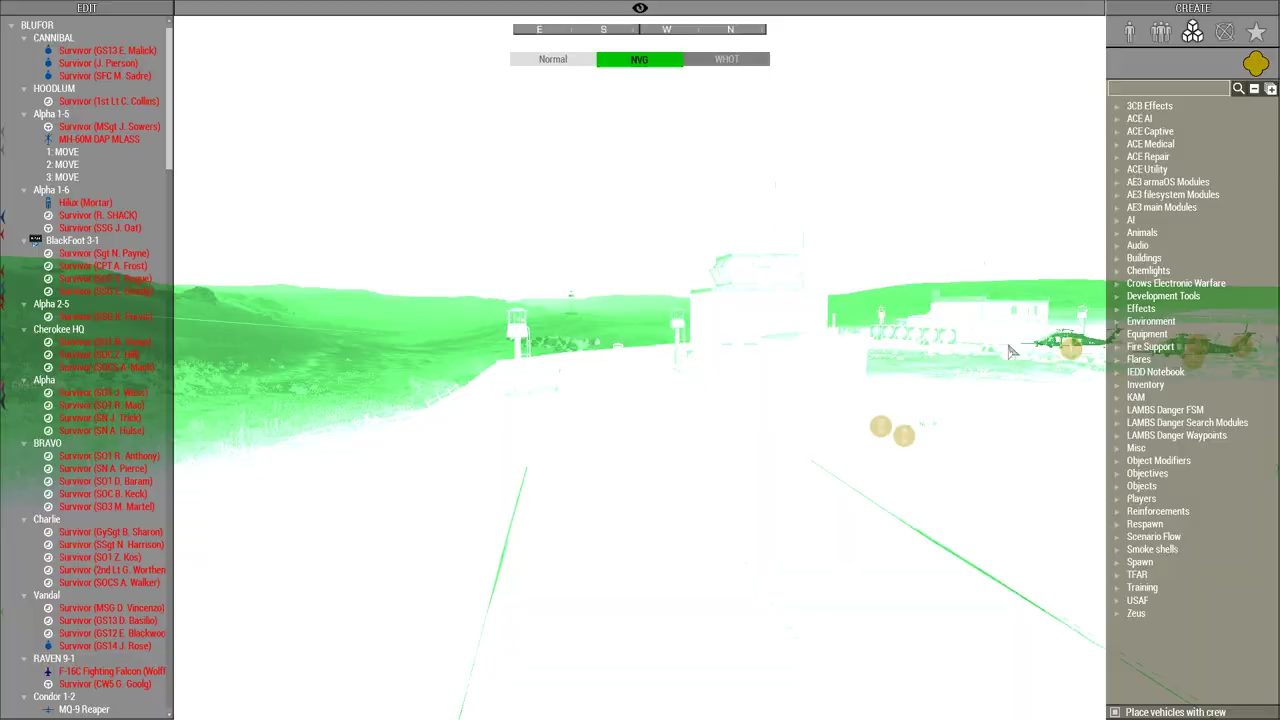 EDIT
BLUFOR
CANNIBAL
Survivor (GS13 E. Malick)
Survivor (J. Pierson)
Survivor (SFC M. Sadre)
HOODLUM
Survivor (1st Lt C. Collins)
Alpha 1-5
Survivor (MSgt J. Sowers)
MH-60M DAP MLASS
1: MOVE
2: MOVE
3: MOVE
Alpha 1-6
Hilux (Mortar)
Survivor (R. SHACK)
Survivor (SSG J. Oat)
BlackFoot 3-1
Survivor (Sgt N. Payne)
Survivor (CPT A. Frost)
Survivor
Survivor
Alpha 2-5
Survivor
Cherokee HQ
Survivor
Survivor
Survivor
Alpha
Survivor
Survivor
Survivor (SN J. Trick)
Survivor (SN A. Hulse)
BRAVO
Survivor (SO1 R. Anthony)
Survivor (SN A. Pierce)
Survivor (SO1 D. Baram)
Survivor (SOC B. Keck)
Survivor (SO3 M. Martel)
Charlie
Survivor (GySgt B. Sharon)
Survivor (SSgt N. Harrison)
Survivor (SO1 Z. Kos)
Survivor (2nd Lt G. Worthen
Survivor (SOCS A. Walker)
Vandal
Survivor (MSG D. Vincenzo)
Survivor (GS13 D. Basilio)
Survivor (GS12 E. Blackwoo
Survivor (GS14 J. Rose)
RAVEN 9-1
F-16C Fighting Falcon (Wolff
Survivor (CW5 G. Goolg)
Condor 1-2
MQ-9 Reaper
E S W N
Normal NVG WHOT
CREATE
3CB Effects
ACE AI
ACE Captive
ACE Medical
ACE Repair
ACE Utility
AE3 armaOS Modules
AE3 filesystem Modules
AE3 main Modules
AI
Animals
Audio
Buildings
Chemlights
Crows Electronic Warfare
Development Tools
Effects
Environment
Equipment
Fire Support
Flares
IEDD Notebook
Inventory
KAM
LAMBS Danger FSM
LAMBS Danger Search Modules
LAMBS Danger Waypoints
Misc
Object Modifiers
Objectives
Objects
Players
Reinforcements
Respawn
Scenario Flow
Smoke shells
Spawn
TFAR
Training
USAF
Zeus
Place vehicles with crew